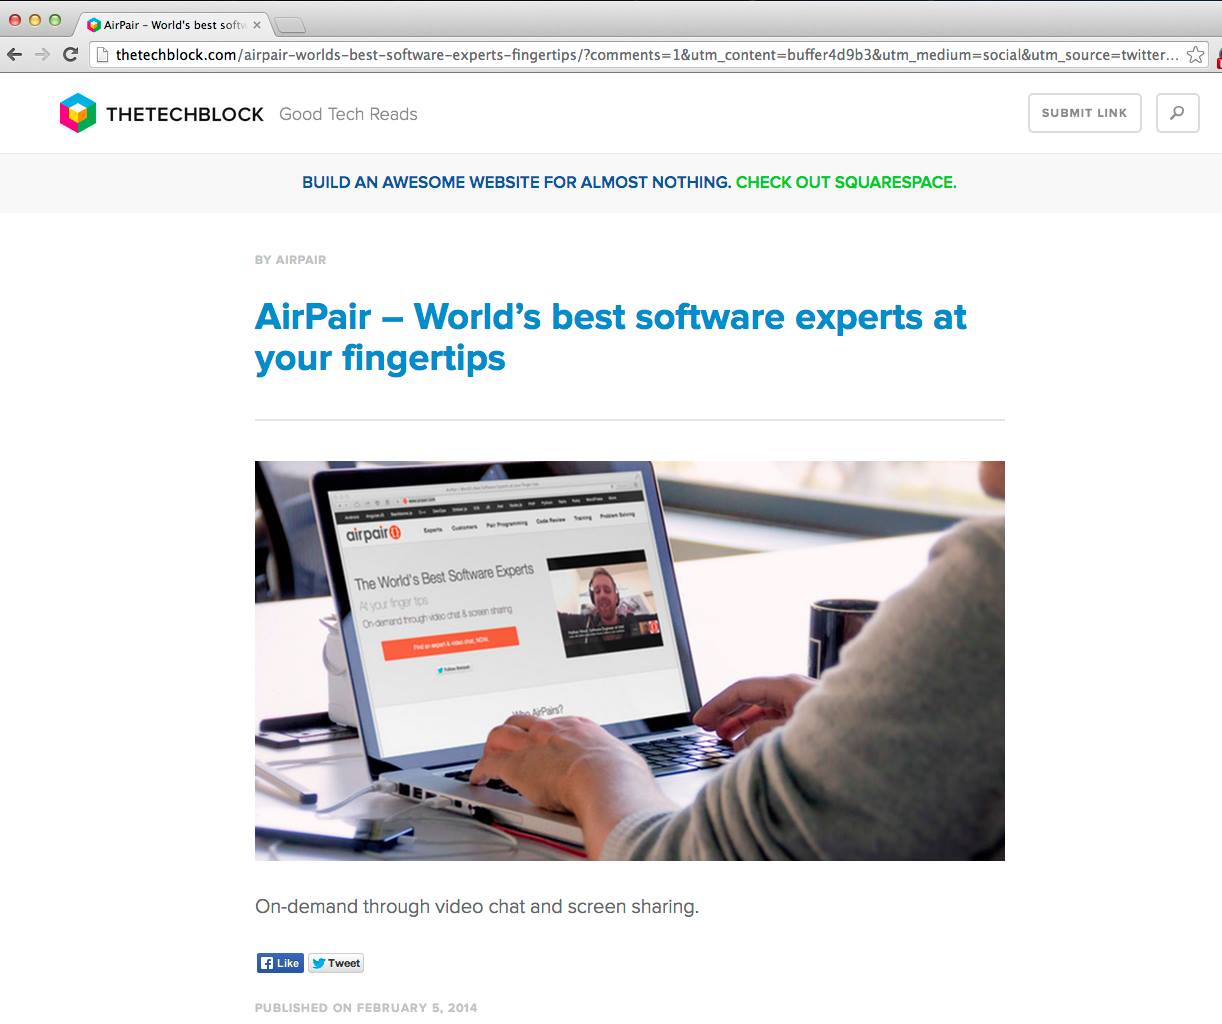 AirPair – World's best softw
thetechblock.com/airpair-worlds-best-software-experts-fingertips/?comments=1&utm_content=buffer4d9b3&utm_medium=social&utm_source=twitter...
THETECHBLOCK Good Tech Reads
SUBMIT LINK
BUILD AN AWESOME WEBSITE FOR ALMOST NOTHING. CHECK OUT SQUARESPACE.
BY AIRPAIR
AirPair – World’s best software experts at
your fingertips
airpair
Experts Customers Pair Programming Code Review Training Problem Solving
The World's Best Software Experts
At your finger tips
On-demand through video chat & screen sharing
Find an expert & video chat, NOW.
Who AirPairs?
On-demand through video chat and screen sharing.
Like
Tweet
PUBLISHED ON FEBRUARY 5, 2014